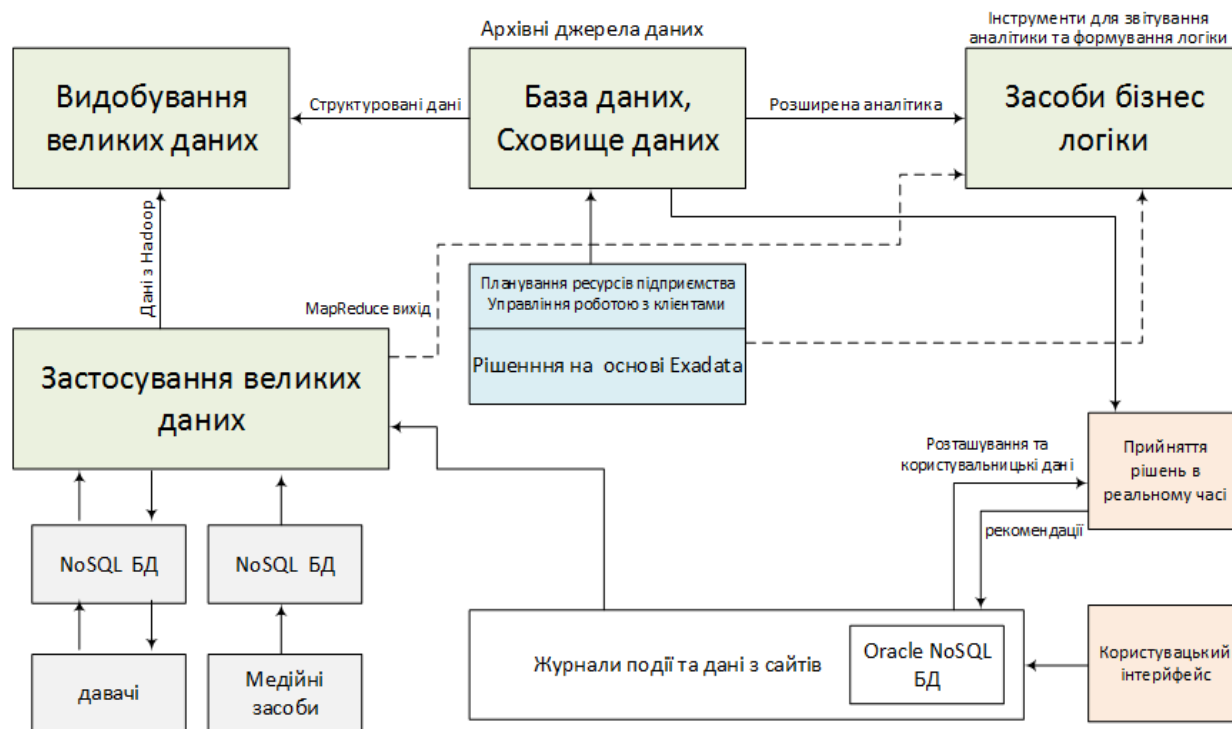 Архівні джерела даних
Інструменти для звітування
аналітики та формування логіки
Видобування
великих даних
Структуровані дані
База даних,
Сховище даних
Розширена аналітика
Засоби бізнес
логіки
Дані з Hadoop
MapReduce вихід
Планування ресурсів підприємства
Управління роботою з клієнтами
Рішенння на основі Exadata
Застосування великих
даних
Розташування та
користувальницькі дані
Прийняття
рішень в
реальному часі
рекомендації
NoSQL БД
NoSQL БД
давачі
Медійні
засоби
Журнали події та дані з сайтів
Oracle NoSQL
БД
Користувацький
інтерйфейс